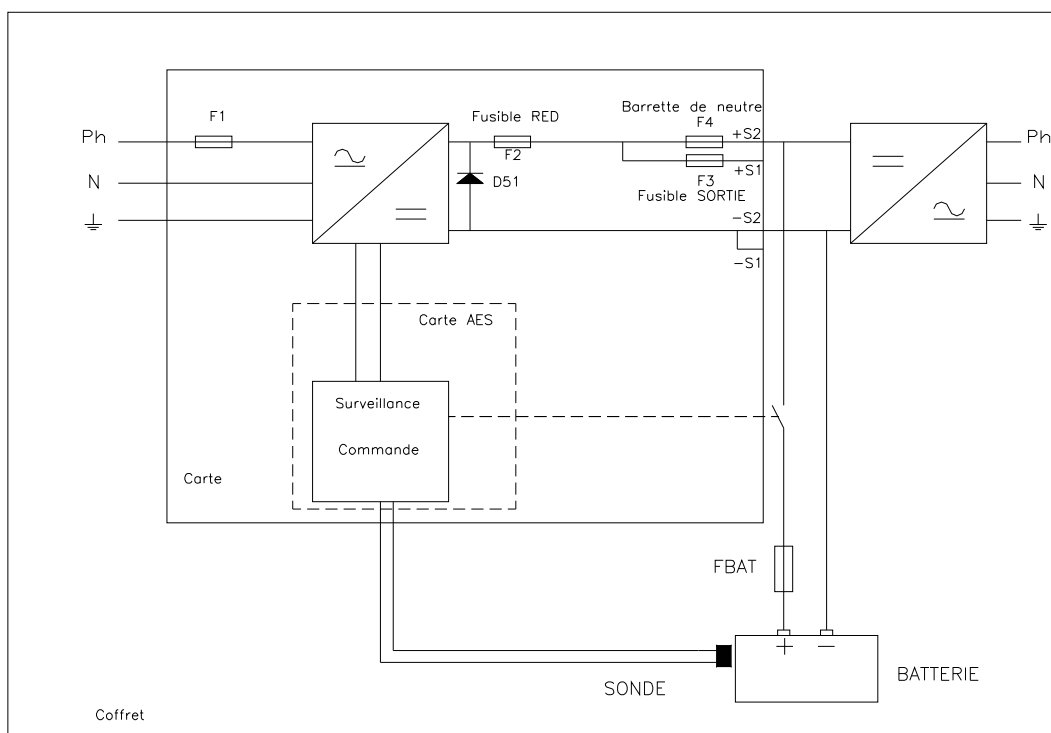 F1
Fusible RED
Barrette de neutre
F4
+S2
Ph
Ph
F2
+S1
N
D51
F3
N
Fusible SORTIE
-S2
-S1
Carte AES
Surveillance
Commande
Carte
FBAT
+
-
BATTERIE
SONDE
Coffret